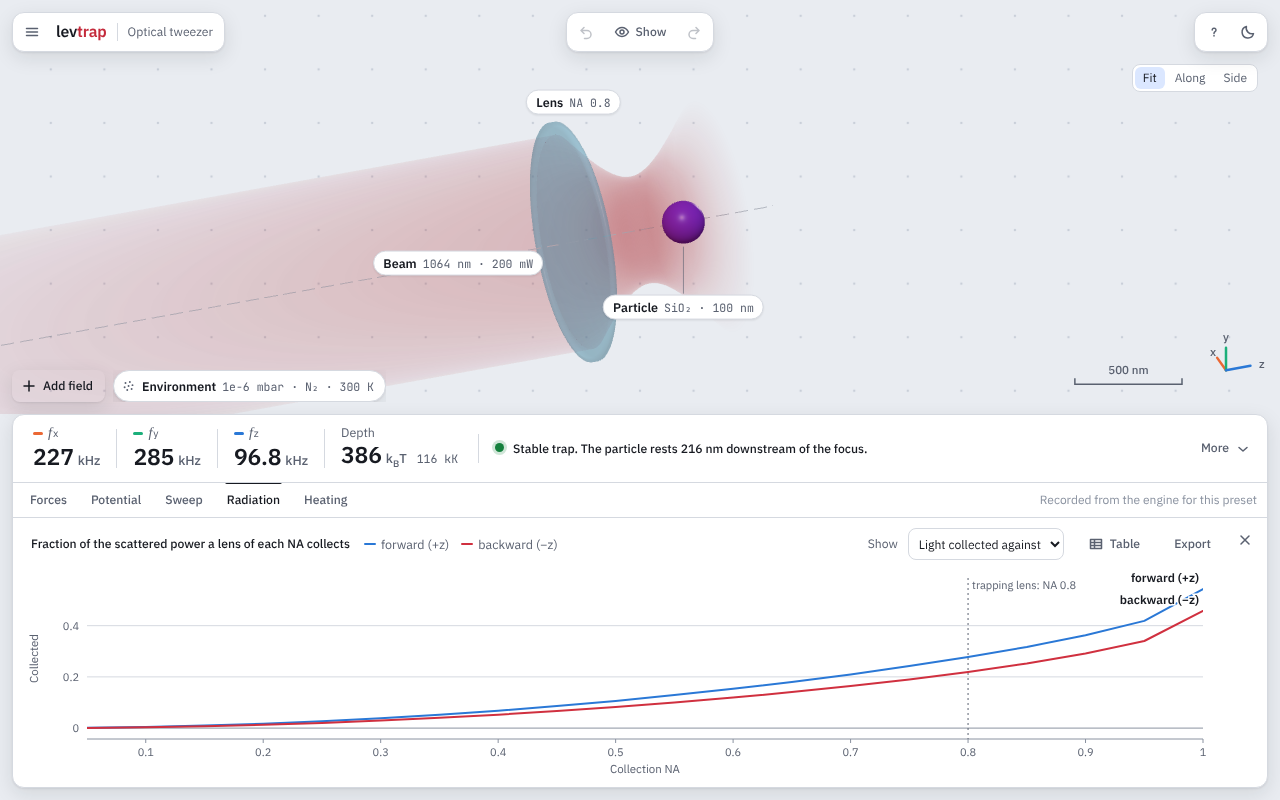 levtrap Optical tweezer
Show
?
Fit Along Side
Lens NA 0.8
Beam 1064 nm · 200 mW
Particle SiO₂ · 100 nm
Add field
Environment 1e-6 mbar · N₂ · 300 K
500 nm
y
x
z
fx
227 kHz
fy
285 kHz
fz
96.8 kHz
Depth
386 kBT 116 kK
Stable trap. The particle rests 216 nm downstream of the focus.
More
Forces Potential Sweep Radiation Heating
Recorded from the engine for this preset
Fraction of the scattered power a lens of each NA collects
forward (+z) backward (−z)
Show Light collected against
Table Export
forward (+z)
trapping lens: NA 0.8
backward (−z)
Collected
0.4
0.2
0
0.1 0.2 0.3 0.4 0.5 0.6 0.7 0.8 0.9 1
Collection NA